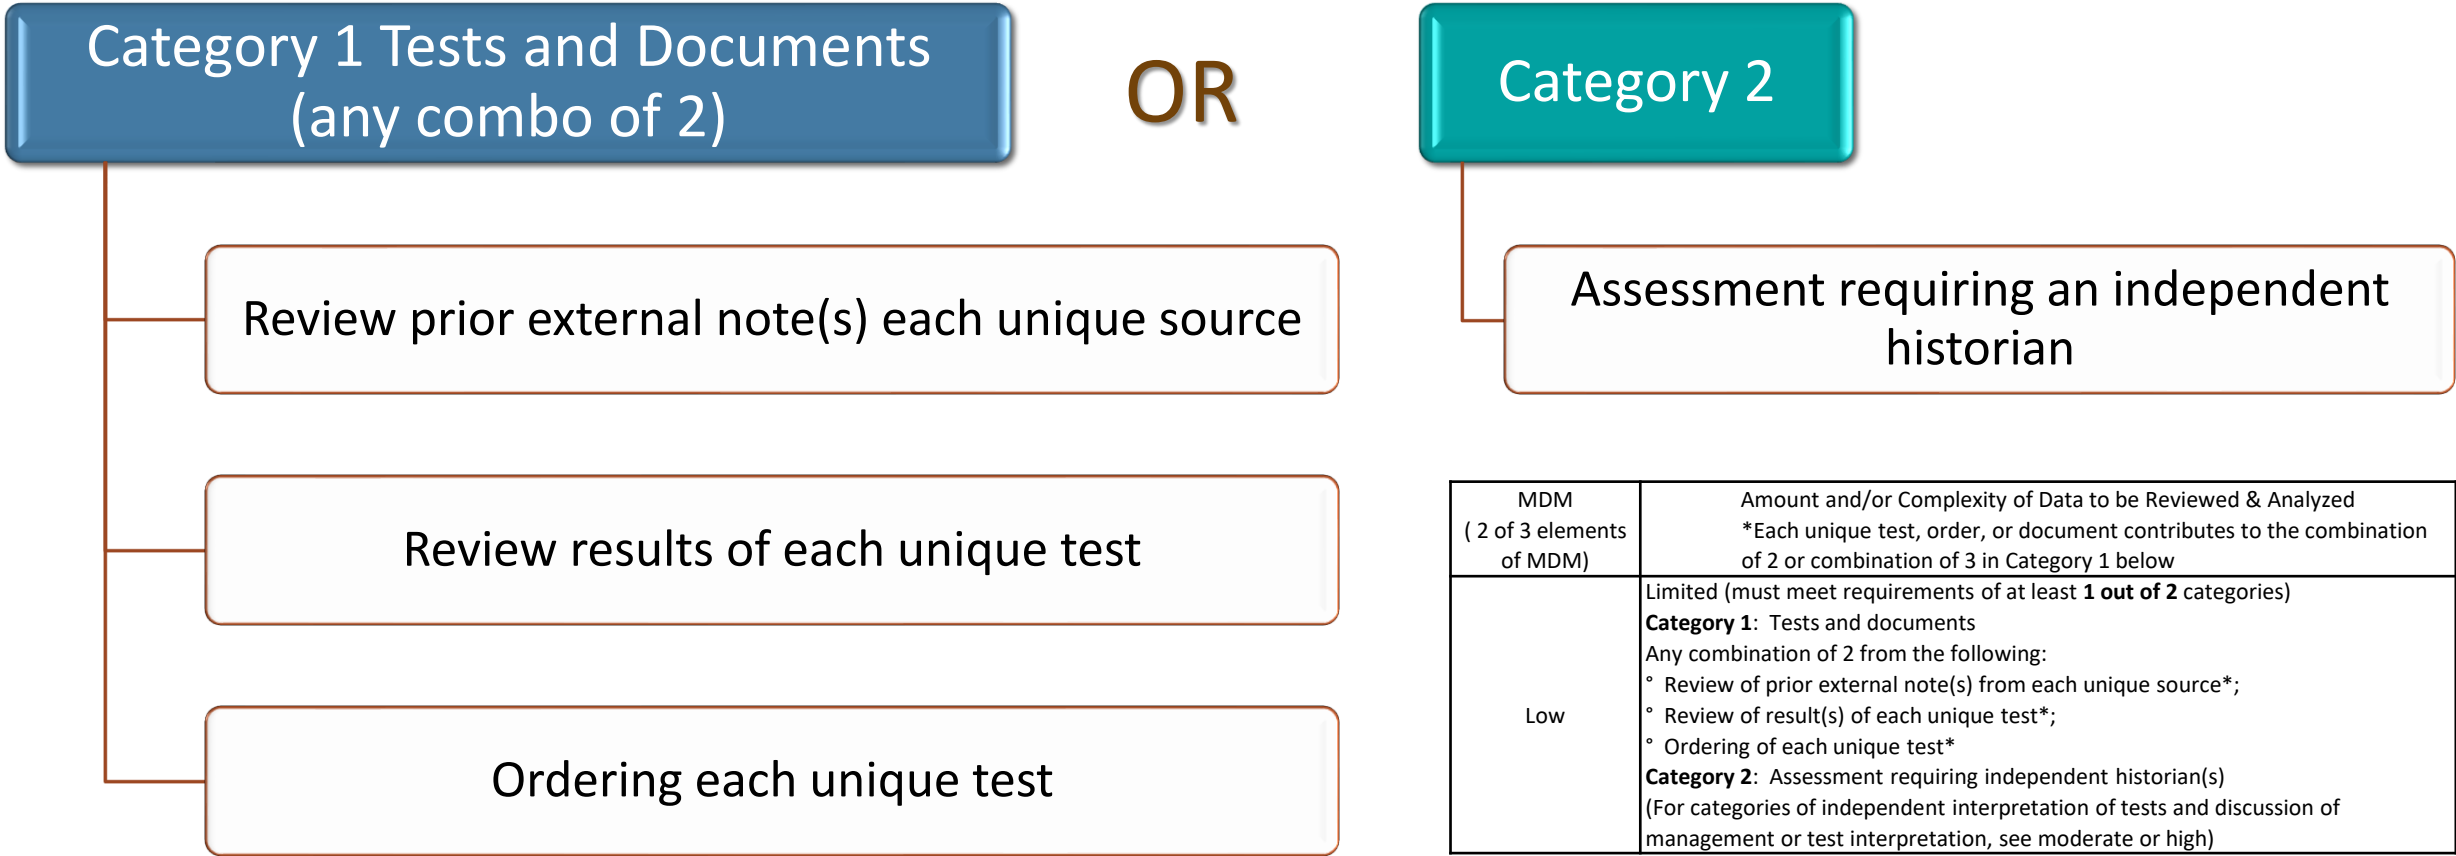 Category 1 Tests and Documents
(any combo of 2)
OR
Category 2
Review prior external note(s) each unique source
Review results of each unique test
Ordering each unique test
Assessment requiring an independent
historian
MDM
( 2 of 3 elements
of MDM)
Amount and/or Complexity of Data to be Reviewed & Analyzed
*Each unique test, order, or document contributes to the combination
of 2 or combination of 3 in Category 1 below
Low
Limited (must meet requirements of at least 1 out of 2 categories)
Category 1:  Tests and documents
Any combination of 2 from the following:
° Review of prior external note(s) from each unique source*;
° Review of result(s) of each unique test*;
° Ordering of each unique test*
Category 2:  Assessment requiring independent historian(s)
(For categories of independent interpretation of tests and discussion of
management or test interpretation, see moderate or high)